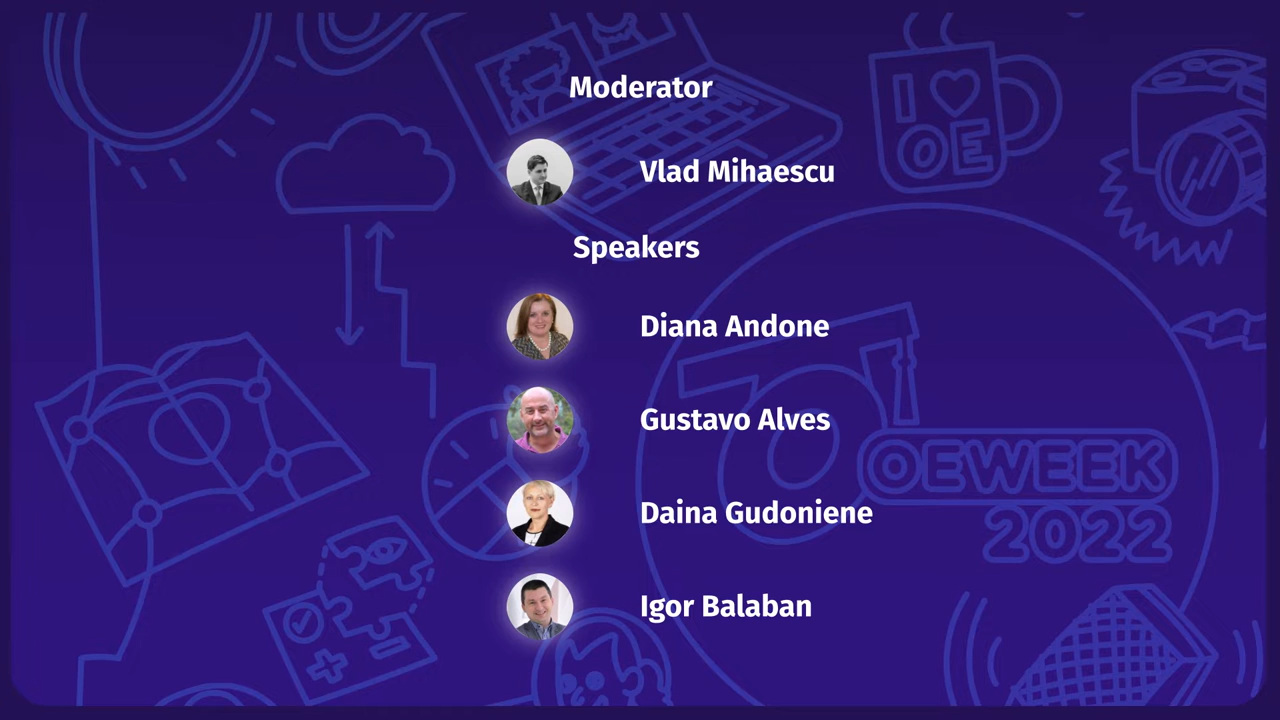 Moderator
I ♥
OE
Vlad Mihaescu
Speakers
Diana Andone
Gustavo Alves
OEWEEK
2022
Daina Gudoniene
Igor Balaban